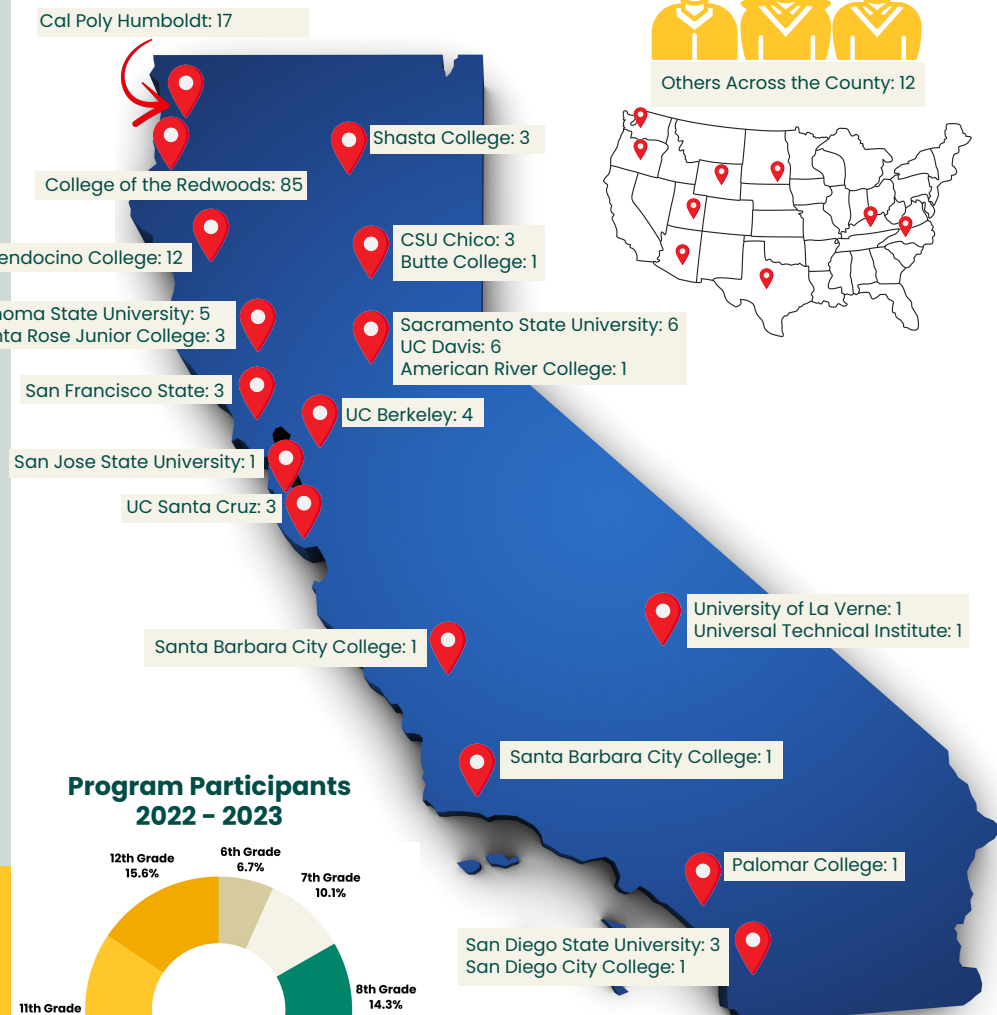 Cal Poly Humboldt: 17
Others Across the County: 12
Shasta College: 3
College of the Redwoods: 85
CSU Chico: 3
Butte College: 1
endocino College: 12
noma State University: 5
nta Rose Junior College: 3
Sacramento State University: 6
UC Davis: 6
American River College: 1
San Francisco State: 3
UC Berkeley: 4
San Jose State University: 1
UC Santa Cruz: 3
University of La Verne: 1
Universal Technical Institute: 1
Santa Barbara City College: 1
Santa Barbara City College: 1
Palomar College: 1
San Diego State University: 3
San Diego City College: 1
Program Participants
2022 - 2023
12th Grade
15.6%
6th Grade
6.7%
7th Grade
10.1%
8th Grade
14.3%
11th Grade